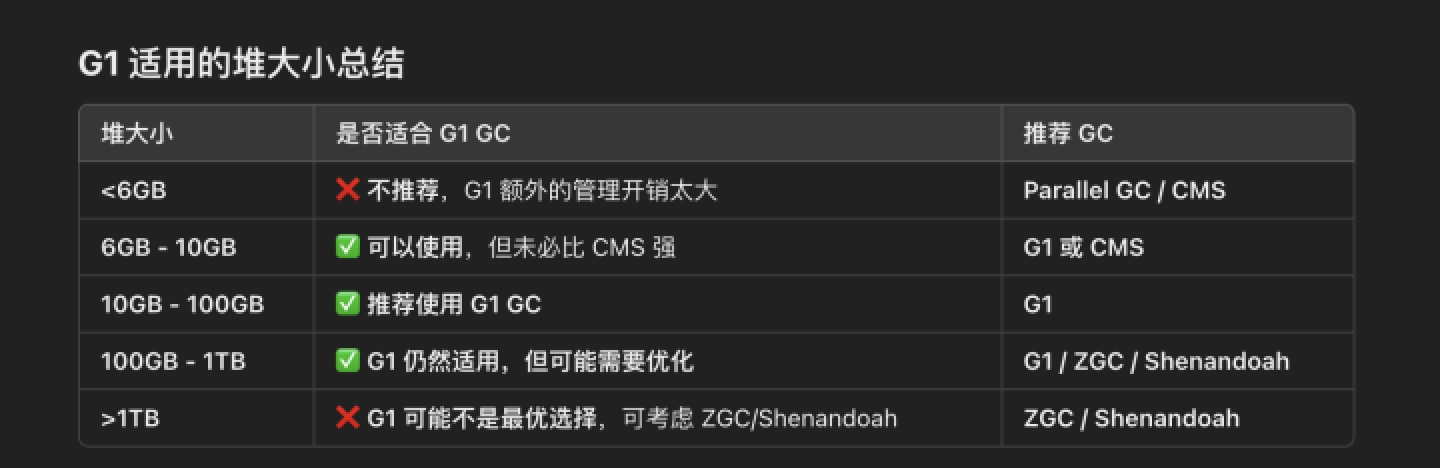 G1 适用的堆大小总结
堆大小 是否适合 G1 GC 推荐 GC
<6GB ❌ 不推荐，G1 额外的管理开销太大 Parallel GC / CMS
6GB - 10GB ✅ 可以使用，但未必比 CMS 强 G1 或 CMS
10GB - 100GB ✅ 推荐使用 G1 GC G1
100GB - 1TB ✅ G1 仍然适用，但可能需要优化 G1 / ZGC / Shenandoah
>1TB ❌ G1 可能不是最优选择，可考虑 ZGC/Shenandoah ZGC / Shenandoah